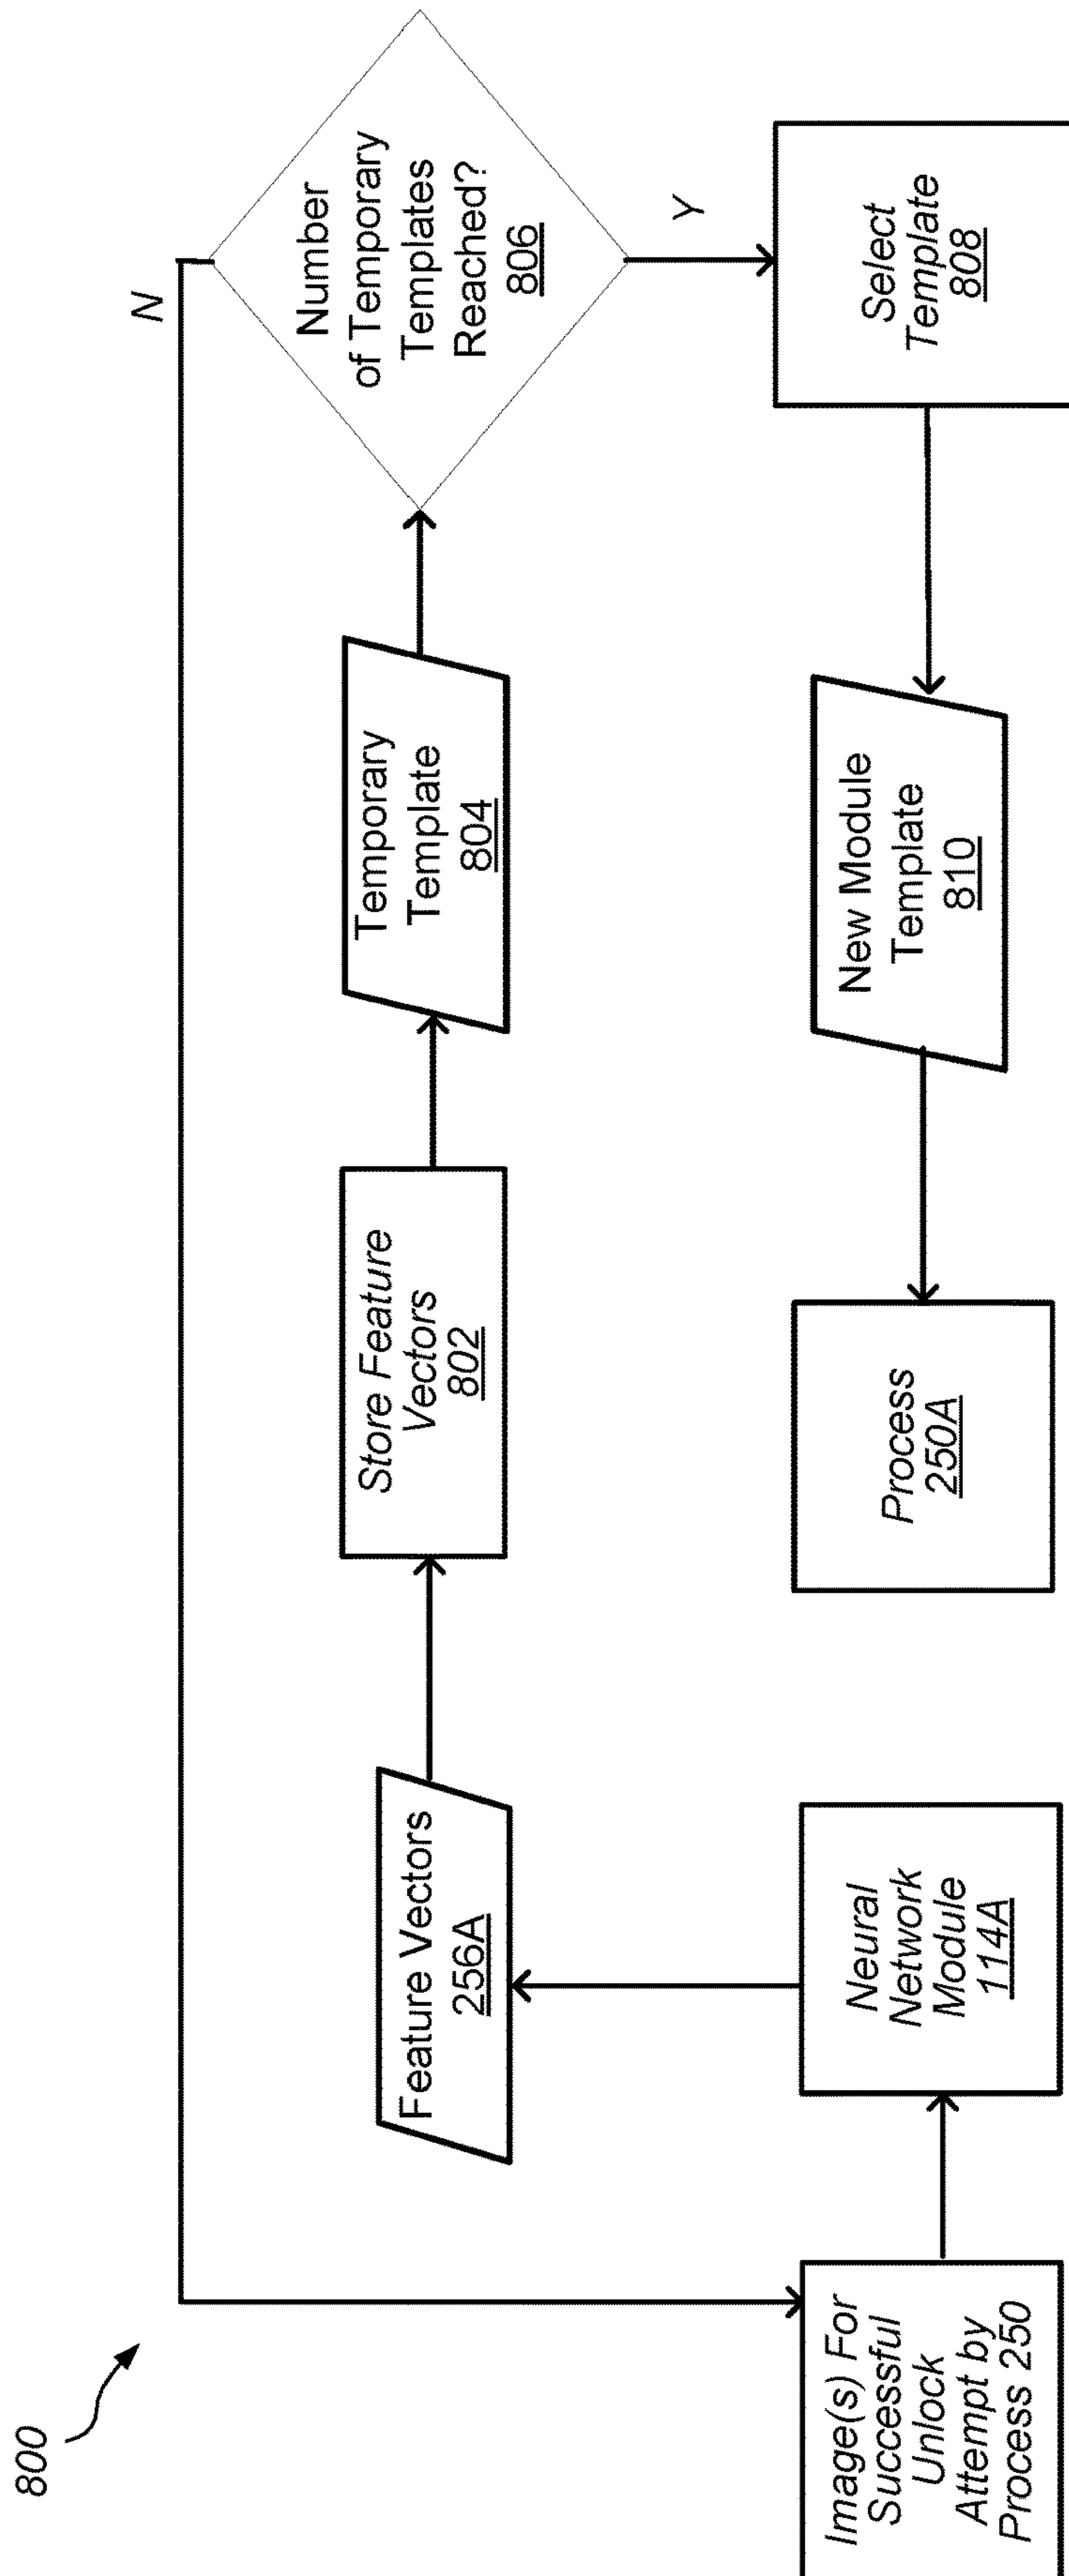 800
N
Image(s) For
Successful
Unlock
Attempt by
Process 250
Neural
Network
Module
114A
Feature Vectors
256A
Store Feature
Vectors
802
Temporary
Template
804
Number
of Temporary
Templates
Reached?
806
Y
Select
Template
808
New Module
Template
810
Process
250A